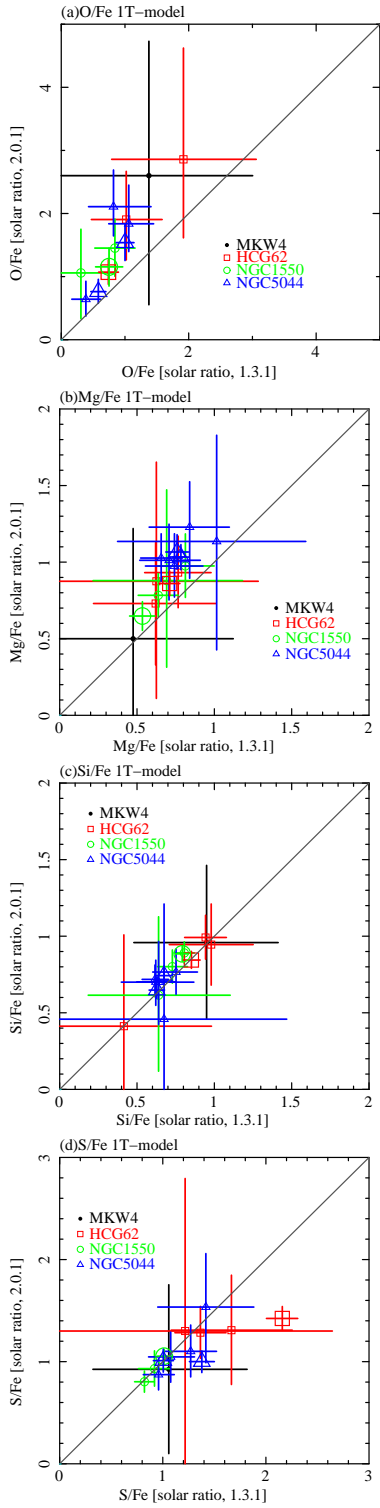 (a)O/Fe 1T−model
O/Fe [solar ratio, 2.0.1]
0 2 4
MKW4
HCG62
NGC1550
NGC5044
0 2 4
O/Fe [solar ratio, 1.3.1]
(b)Mg/Fe 1T−model
Mg/Fe [solar ratio, 2.0.1]
0 0.5 1 1.5 2
MKW4
HCG62
NGC1550
NGC5044
0 0.5 1 1.5 2
Mg/Fe [solar ratio, 1.3.1]
(c)Si/Fe 1T−model
Si/Fe [solar ratio, 2.0.1]
0 0.5 1 1.5 2
MKW4
HCG62
NGC1550
NGC5044
0 0.5 1 1.5 2
Si/Fe [solar ratio, 1.3.1]
(d)S/Fe 1T−model
S/Fe [solar ratio, 2.0.1]
0 1 2 3
MKW4
HCG62
NGC1550
NGC5044
0 1 2 3
S/Fe [solar ratio, 1.3.1]